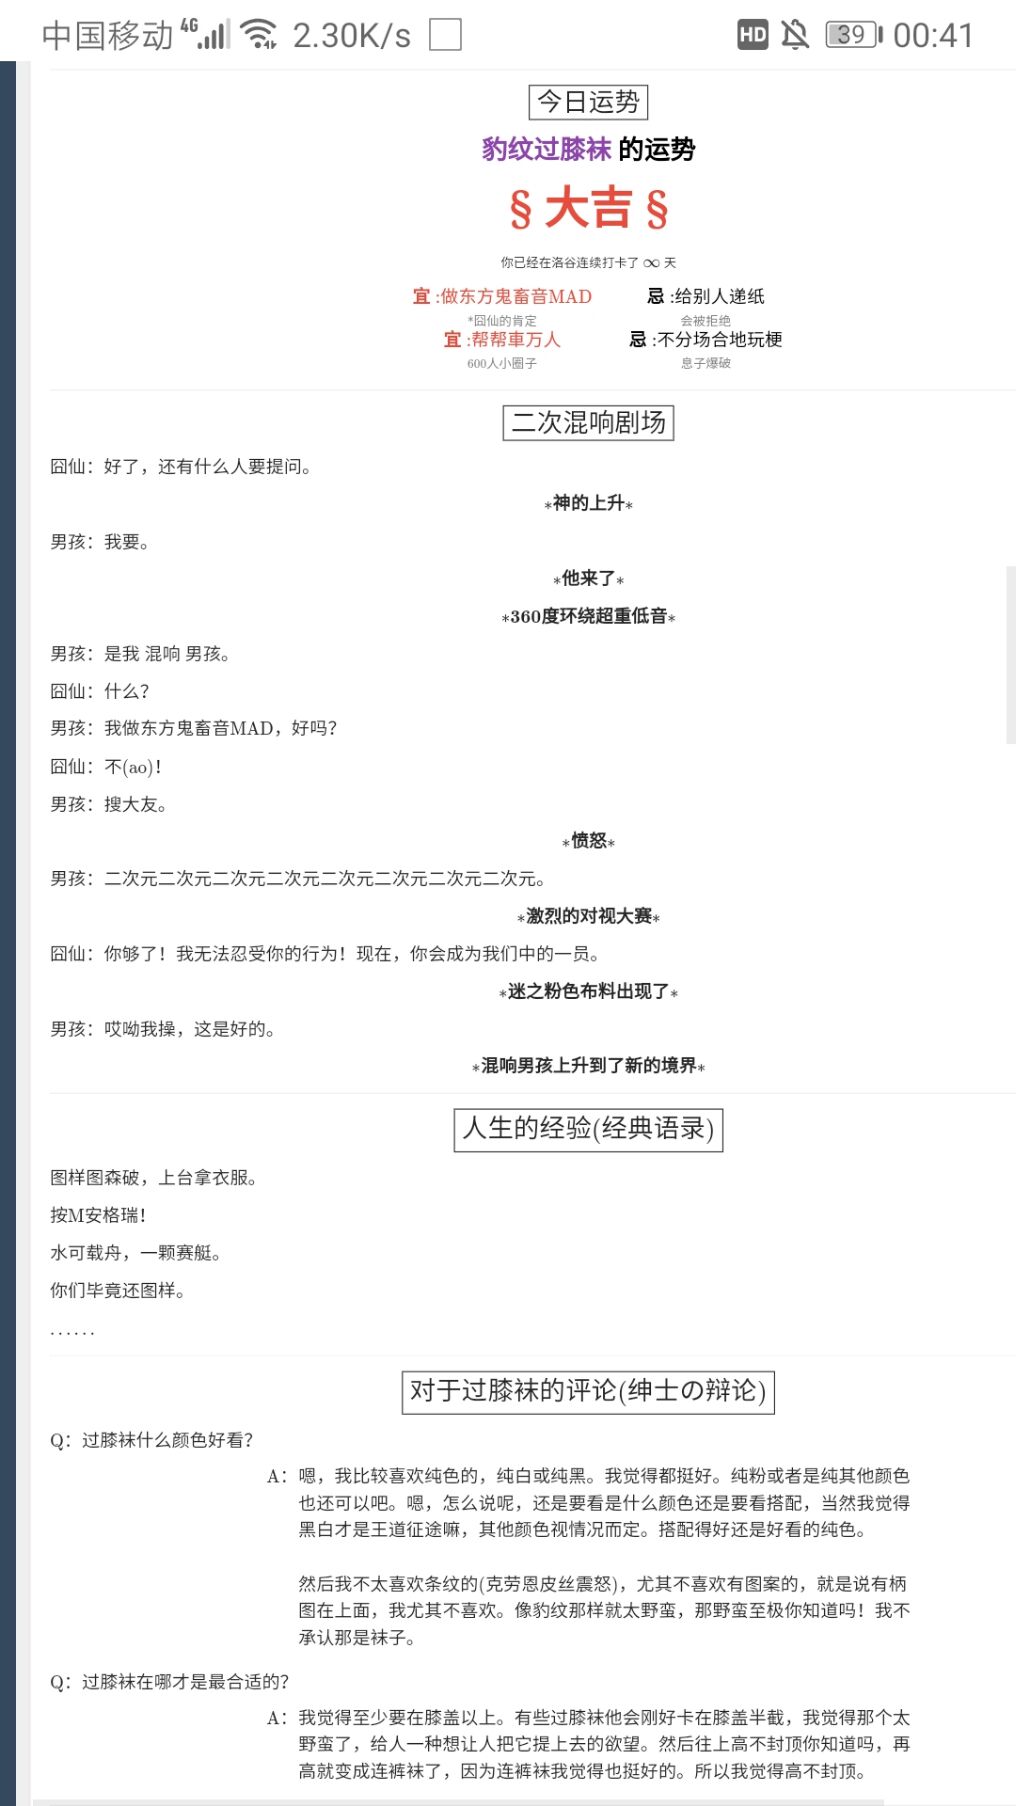 中国移动 4G 2.30K/s HD 39 00:41
今日运势
豹纹过膝袜 的运势
§ 大吉 §
你已经在洛谷连续打卡了 ∞ 天
宜 :做东方鬼畜音MAD 忌 :给别人递纸
*囧仙的肯定 会被拒绝
宜 :帮帮車万人 忌 :不分场合地玩梗
600人小圈子 息子爆破
二次混响剧场
囧仙：好了，还有什么人要提问。
*神的上升*
男孩：我要。
*他来了*
*360度环绕超重低音*
男孩：是我 混响 男孩。
囧仙：什么？
男孩：我做东方鬼畜音MAD，好吗？
囧仙：不(ao)！
男孩：搜大友。
*愤怒*
男孩：二次元二次元二次元二次元二次元二次元二次元二次元。
*激烈的对视大赛*
囧仙：你够了！我无法忍受你的行为！现在，你会成为我们中的一员。
*迷之粉色布料出现了*
男孩：哎呦我操，这是好的。
*混响男孩上升到了新的境界*
人生的经验(经典语录)
图样图森破，上台拿衣服。
按M安格瑞！
水可载舟，一颗赛艇。
你们毕竟还图样。
······
对于过膝袜的评论(绅士の辩论)
Q：过膝袜什么颜色好看？
A：嗯，我比较喜欢纯色的，纯白或纯黑。我觉得都挺好。纯粉或者是纯其他颜色
也还可以吧。嗯，怎么说呢，还是要看是什么颜色还是要看搭配，当然我觉得
黑白才是王道征途嘛，其他颜色视情况而定。搭配得好还是好看的纯色。
然后我不太喜欢条纹的(克劳恩皮丝震怒)，尤其不喜欢有图案的，就是说有柄
图在上面，我尤其不喜欢。像豹纹那样就太野蛮，那野蛮至极你知道吗！我不
承认那是袜子。
Q：过膝袜在哪才是最合适的？
A：我觉得至少要在膝盖以上。有些过膝袜他会刚好卡在膝盖半截，我觉得那个太
野蛮了，给人一种想让人把它提上去的欲望。然后往上高不封顶你知道吗，再
高就变成连裤袜了，因为连裤袜我觉得也挺好的。所以我觉得高不封顶。